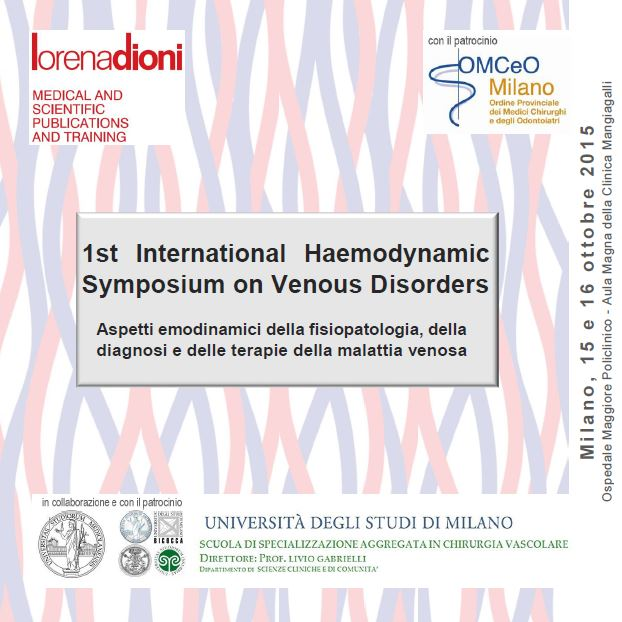 lorenadioni
MEDICAL AND
SCIENTIFIC
PUBLICATIONS
AND TRAINING
con il patrocinio
OMCeO
Milano
Ordine Provinciale
dei Medici Chirurghi
e degli Odontoiatri
Milano, 15 e 16 ottobre 2015
Ospedale Maggiore Policlinico - Aula Magna della Clinica Mangiagalli
1st International Haemodynamic
Symposium on Venous Disorders
Aspetti emodinamici della fisiopatologia, della
diagnosi e delle terapie della malattia venosa
in collaborazione e con il patrocinio
UNIVERSITAS STUDIORUM MEDIOLANENSIS
BICOCCA
UNIVERSITÀ DEGLI STUDI DI MILANO
SCUOLA DI SPECIALIZZAZIONE AGGREGATA IN CHIRURGIA VASCOLARE
DIRETTORE: PROF. LIVIO GABRIELLI
DIPARTIMENTO DI SCIENZE CLINICHE E DI COMUNITA'